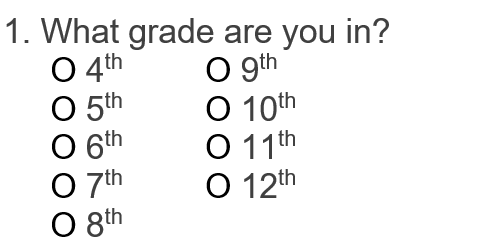 1. What grade are you in?
O 4th O 9th
O 5th O 10th
O 6th O 11th
O 7th O 12th
O 8th